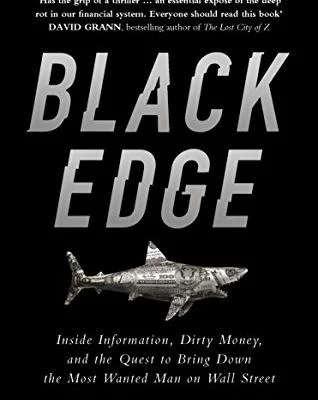 'Has the grip of a thriller ... an essential exposé of the deep
rot in our financial system. Everyone should read this book'
DAVID GRANN, bestselling author of The Lost City of Z
BLACK
EDGE
100
Inside Information, Dirty Money,
and the Quest to Bring Down
the Most Wanted Man on Wall Street